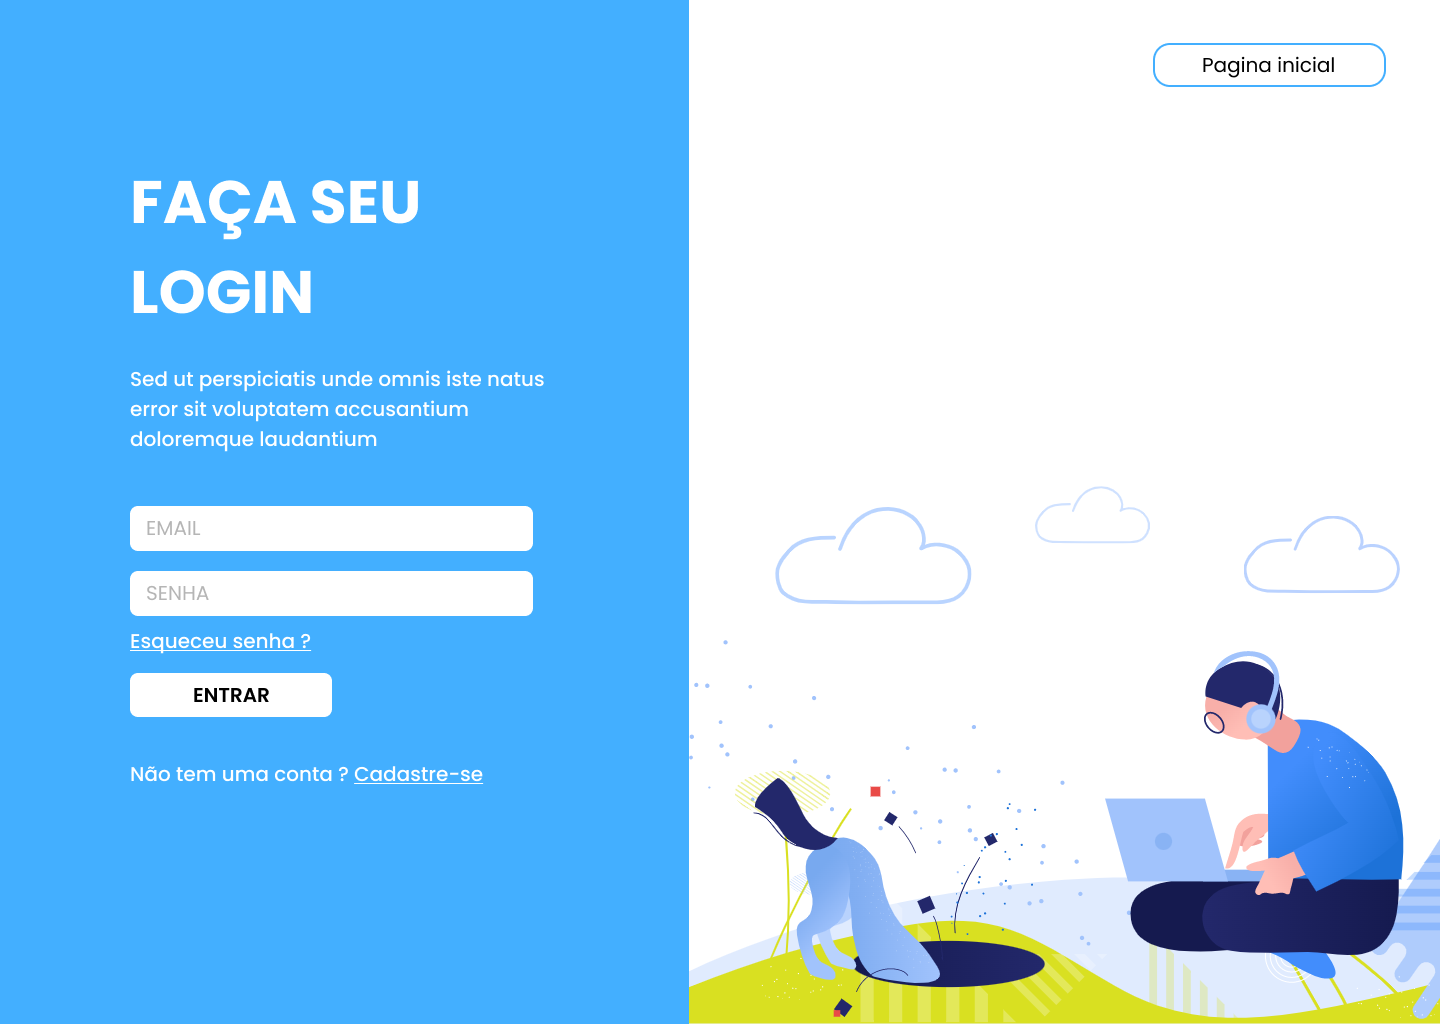 Pagina inicial
FAÇA SEU
LOGIN
Sed ut perspiciatis unde omnis iste natus
error sit voluptatem accusantium
doloremque laudantium
EMAIL
SENHA
Esqueceu senha ?
ENTRAR
Não tem uma conta ? Cadastre-se